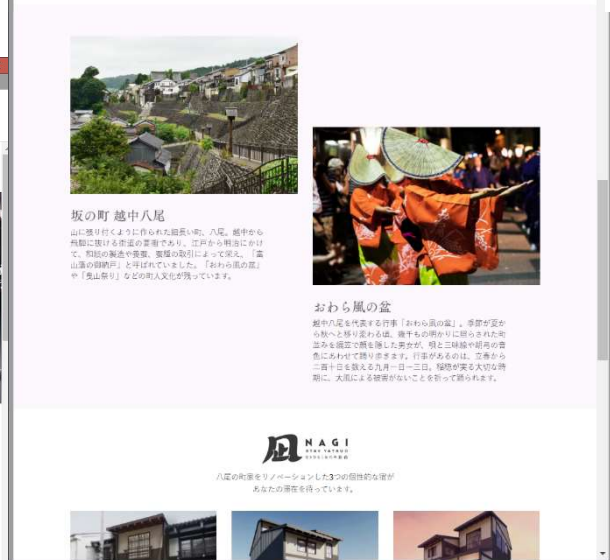 坂の町 越中八尾
山に張り付くように作られた細長い町、八尾。越中から
飛騨に抜ける街道の要衝であり、江戸から明治にかけ
て、和紙の製造や養蚕、蚕種の取引によって栄え、「富
山藩の御納戸」と呼ばれていました。「おわら風の盆」
や「曳山祭り」などの町人文化が残っています。
おわら風の盆
越中八尾を代表する行事「おわら風の盆」。季節が夏か
ら秋へと移り変わる頃、幾千もの明かりに照らされた町
並みを編笠で顔を隠した男女が、唄と三味線や胡弓の音
色にあわせて踊り歩きます。行事があるのは、立春から
二百十日を数える九月一日〜三日。稲穂が実る大切な時
期に、大風による被害がないことを祈って踊られます。
凪 NAGI
STAY YATSUO
八尾の町家をリノベーションした3つの個性的な宿が
あなたの滞在を待っています。